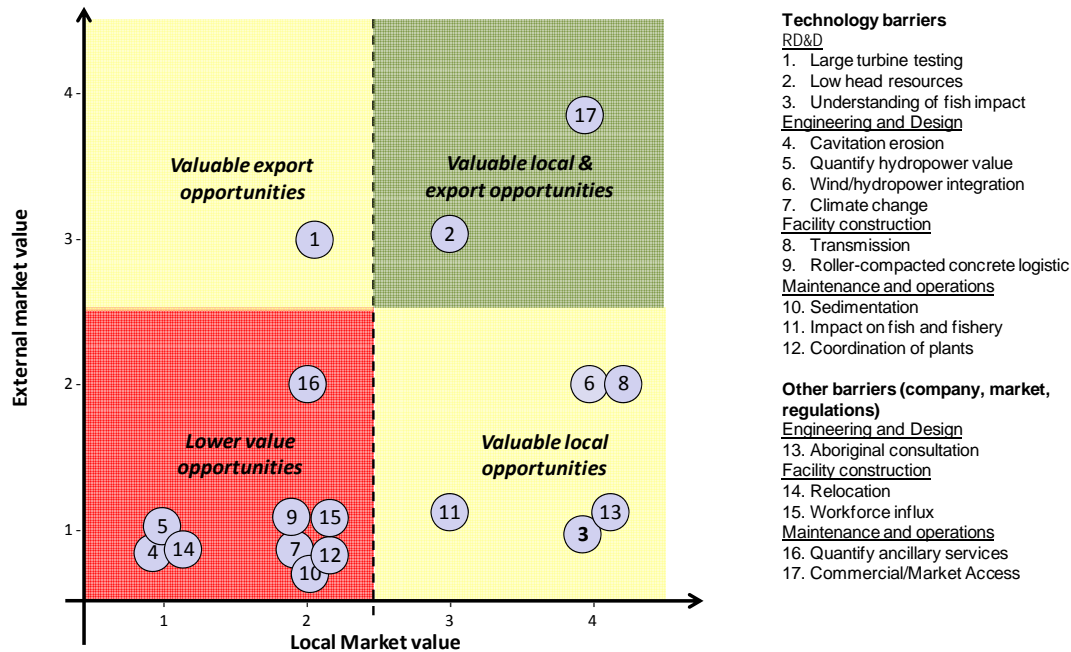 External market value
4
3
2
1
Valuable export
opportunities
Valuable local &
export opportunities
Lower value
opportunities
Valuable local
opportunities
17
1
2
16
6
8
5
4
14
9
15
7
12
10
11
3
13
1
2
3
4
Local Market value
Technology barriers
RD&D
1. Large turbine testing
2. Low head resources
3. Understanding of fish impact
Engineering and Design
4. Cavitation erosion
5. Quantify hydropower value
6. Wind/hydropower integration
7. Climate change
Facility construction
8. Transmission
9. Roller-compacted concrete logistic
Maintenance and operations
10. Sedimentation
11. Impact on fish and fishery
12. Coordination of plants
Other barriers (company, market,
regulations)
Engineering and Design
13. Aboriginal consultation
Facility construction
14. Relocation
15. Workforce influx
Maintenance and operations
16. Quantify ancillary services
17. Commercial/Market Access